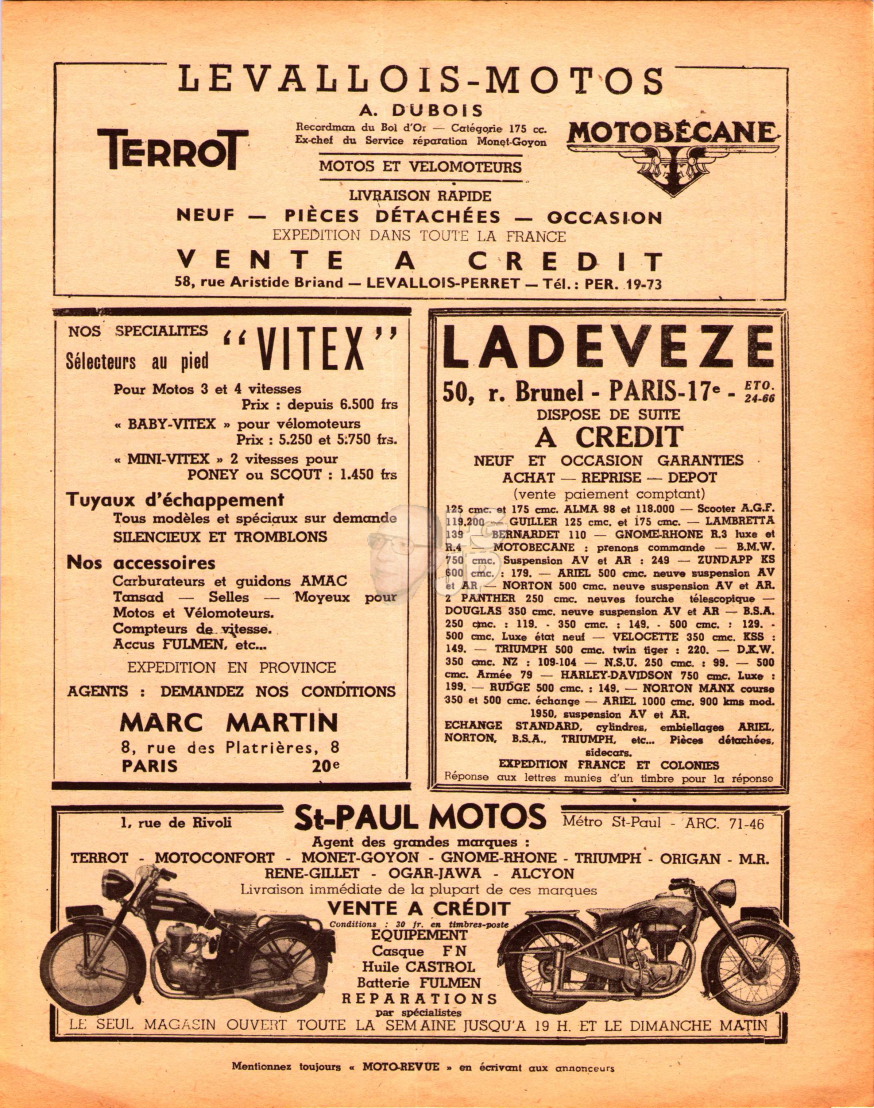 LEVALLOIS-MOTOS
A. DUBOIS
Recordman du Bol d'Or — Catégorie 175 cc.
Ex-chef du Service réparation Monet-Goyon
TERROT
MOTOBÉCANE
MOTOS ET VELOMOTEURS
LIVRAISON RAPIDE
NEUF — PIÈCES DÉTACHÉES — OCCASION
EXPEDITION DANS TOUTE LA FRANCE
VENTE A CREDIT
58, rue Aristide Briand — LEVALLOIS-PERRET — Tél. : PER. 19-73
NOS SPECIALITES
Sélecteurs au pied
“VITEX”
Pour Motos 3 et 4 vitesses
Prix : depuis 6.500 frs
« BABY-VITEX » pour vélomoteurs
Prix : 5.250 et 5.750 frs.
« MINI-VITEX » 2 vitesses pour
PONEY ou SCOUT : 1.450 frs
Tuyaux d'échappement
Tous modèles et spéciaux sur demande
SILENCIEUX ET TROMBLONS
Nos accessoires
Carburateurs et guidons AMAC
Tansad — Selles — Moyeux pour
Motos et Vélomoteurs.
Compteurs de vitesse.
Accus FULMEN, etc...
EXPEDITION EN PROVINCE
AGENTS : DEMANDEZ NOS CONDITIONS
MARC MARTIN
8, rue des Platrières, 8
PARIS 20e
LADEVEZE
50, r. Brunel - PARIS-17e - ETO. 24-66
DISPOSE DE SUITE
A CREDIT
NEUF ET OCCASION GARANTIES
ACHAT — REPRISE — DEPOT
(vente paiement comptant)
125 cmc. et 175 cmc. ALMA 98 et 118.000 — Scooter A.G.F.
119.200 — GUILLER 125 cmc. et 175 cmc. — LAMBRETTA
139 — BERNARDET 110 — GNOME-RHONE R.3 luxe et
R.4 — MOTOBECANE : prenons commande — B.M.W.
750 cmc. Suspension AV et AR : 249 — ZUNDAPP KS
600 cmc. : 179. — ARIEL 500 cmc. neuve suspension AV
et AR — NORTON 500 cmc. neuve suspension AV et AR.
2 PANTHER 250 cmc. neuves fourche télescopique —
DOUGLAS 350 cmc. neuve suspension AV et AR — B.S.A.
250 cmc. : 119. - 350 cmc. : 149. - 500 cmc. : 129. -
500 cmc. Luxe état neuf — VELOCETTE 350 cmc. KSS :
149. — TRIUMPH 500 cmc. twin tiger : 220. — D.K.W.
350 cmc. NZ : 109-104 — N.S.U. 250 cmc. : 99. — 500
cmc. Armée 79 — HARLEY-DAVIDSON 750 cmc. Luxe :
199. — RUDGE 500 cmc. : 149. — NORTON MANX course
350 et 500 cmc. échange — ARIEL 1000 cmc. 900 kms mod.
1950, suspension AV et AR.
ECHANGE STANDARD, cylindres, embiellages ARIEL,
NORTON, B.S.A., TRIUMPH, etc... Pièces détachées,
sidecars.
EXPEDITION FRANCE ET COLONIES
Réponse aux lettres munies d'un timbre pour la réponse
1, rue de Rivoli
St-PAUL MOTOS
Métro St-Paul - ARC. 71-46
Agent des grandes marques :
TERROT - MOTOCONFORT - MONET-GOYON - GNOME-RHONE - TRIUMPH - ORIGAN - M.R.
RENE-GILLET - OGAR-JAWA - ALCYON
Livraison immédiate de la plupart de ces marques
VENTE A CRÉDIT
Conditions : 20 fr. en timbres-poste
EQUIPEMENT
Casque FN
Huile CASTROL
Batterie FULMEN
REPARATIONS
par spécialistes
LE SEUL MAGASIN OUVERT TOUTE LA SEMAINE JUSQU'A 19 H. ET LE DIMANCHE MATIN
Mentionnez toujours « MOTO-REVUE » en écrivant aux annonceurs